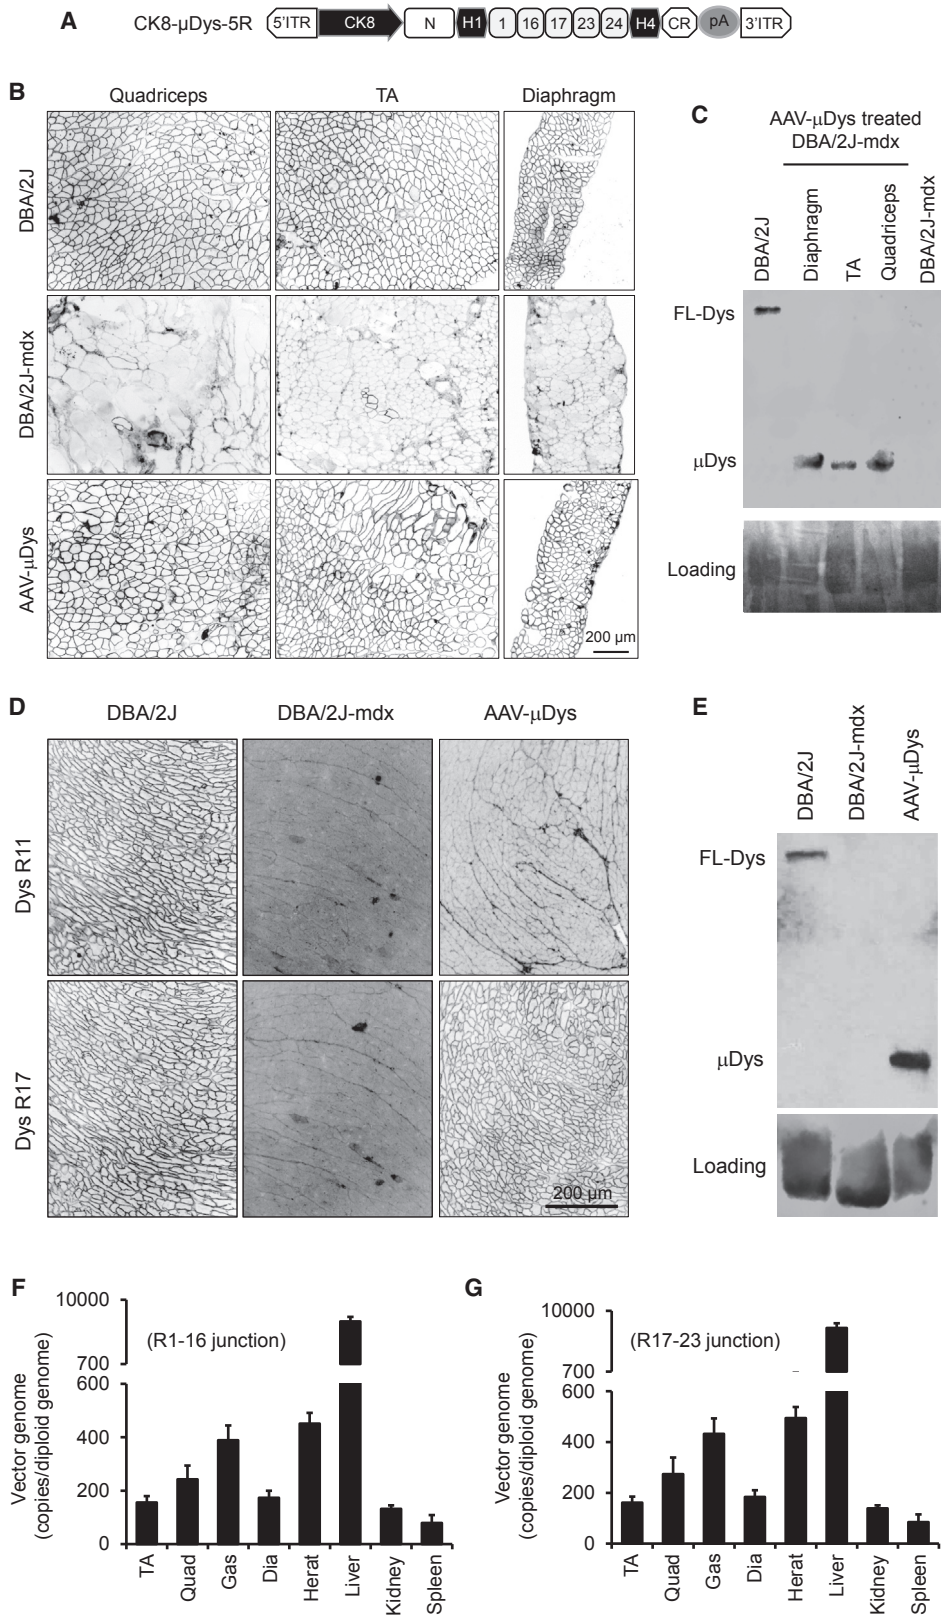 A
CK8-μDys-5R
5'ITR CK8 N H1 1 16 17 23 24 H4 CR pA 3'ITR
B
Quadriceps TA Diaphragm
DBA/2J
DBA/2J-mdx
AAV-μDys
200 μm
C
AAV-μDys treated
DBA/2J-mdx
DBA/2J
Diaphragm
TA
Quadriceps
DBA/2J-mdx
FL-Dys
μDys
Loading
D
DBA/2J DBA/2J-mdx AAV-μDys
Dys R11
Dys R17
200 μm
E
DBA/2J
DBA/2J-mdx
AAV-μDys
FL-Dys
μDys
Loading
F
(R1-16 junction)
Vector genome
(copies/diploid genome)
10000
700
600
400
200
0
TA
Quad
Gas
Dia
Herat
Liver
Kidney
Spleen
G
(R17-23 junction)
Vector genome
(copies/diploid genome)
10000
700
600
400
200
0
TA
Quad
Gas
Dia
Herat
Liver
Kidney
Spleen